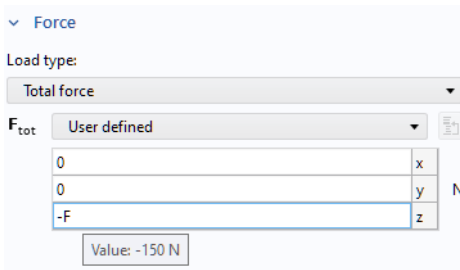 Force
Load type:
Total force
Ftot User defined
0 x
0 y N
-F z
Value: -150 N